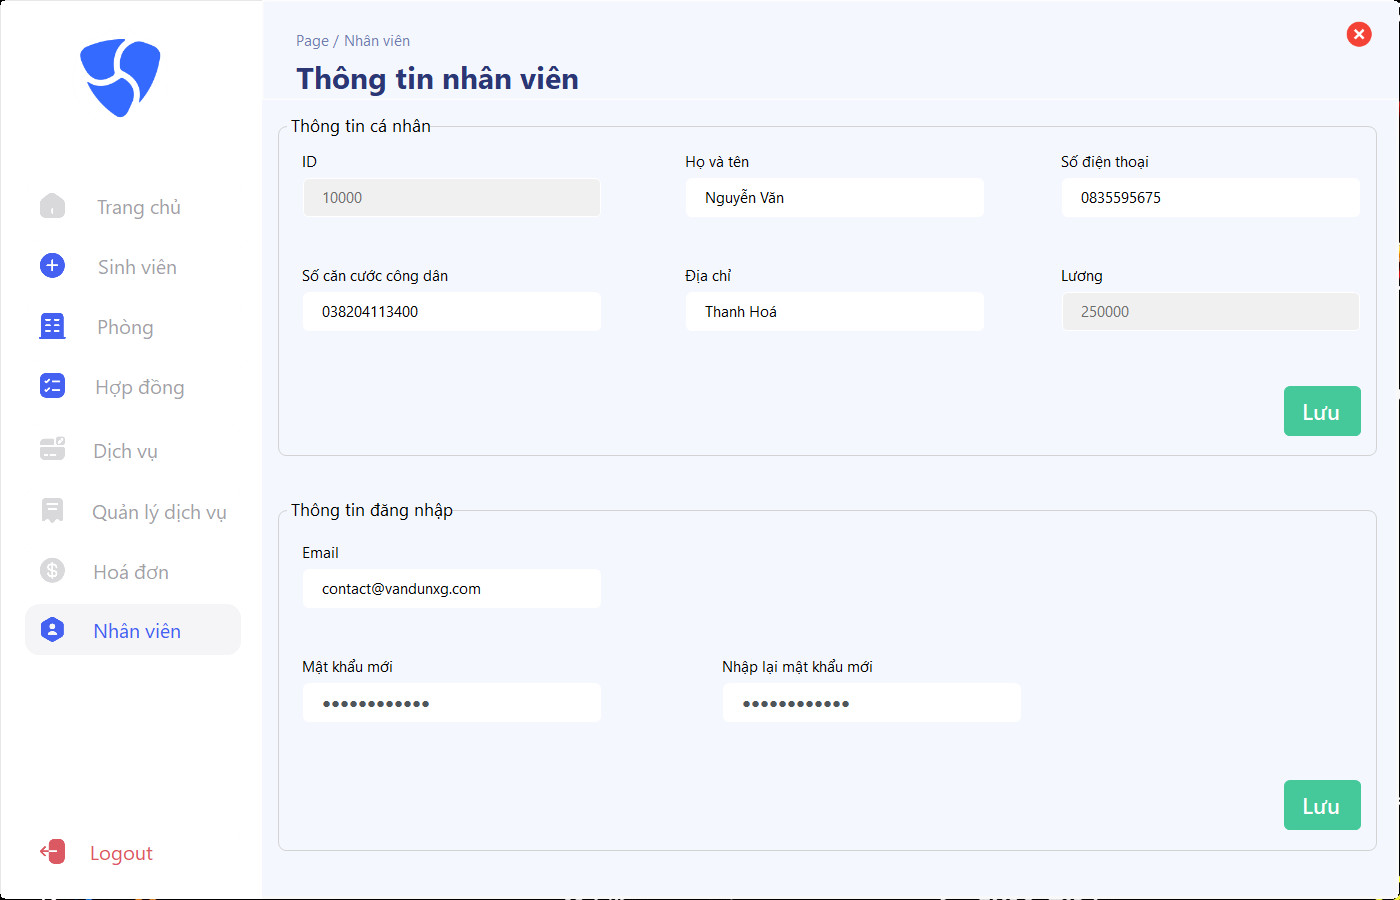 Page / Nhân viên
Thông tin nhân viên
Trang chủ
Sinh viên
Phòng
Hợp đồng
Dịch vụ
Quản lý dịch vụ
Hoá đơn
Nhân viên
Logout
Thông tin cá nhân
ID
Họ và tên
Số điện thoại
10000
Nguyễn Văn
0835595675
Số căn cước công dân
Địa chỉ
Lương
038204113400
Thanh Hoá
250000
Lưu
Thông tin đăng nhập
Email
contact@vandunxg.com
Mật khẩu mới
Nhập lại mật khẩu mới
••••••••••••
••••••••••••
Lưu